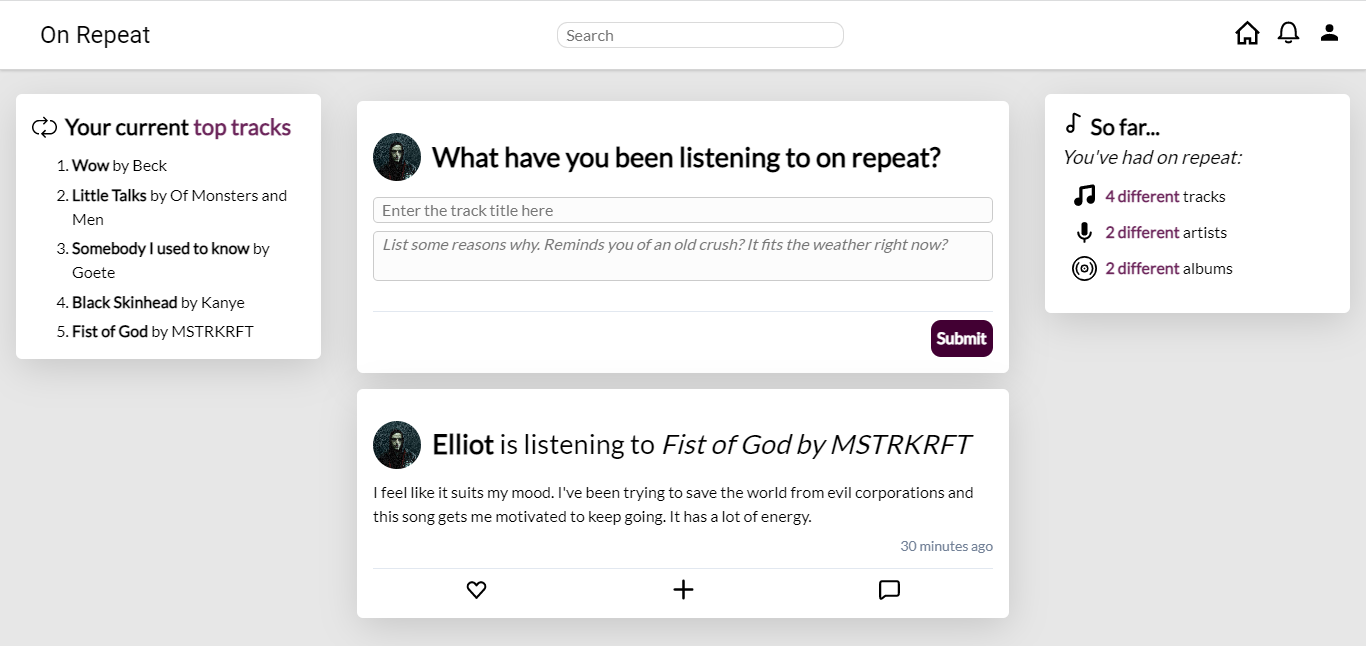 On Repeat
Search
Your current top tracks
1. Wow by Beck
2. Little Talks by Of Monsters and
Men
3. Somebody I used to know by
Goete
4. Black Skinhead by Kanye
5. Fist of God by MSTRKRFT
What have you been listening to on repeat?
Enter the track title here
List some reasons why. Reminds you of an old crush? It fits the weather right now?
Submit
Elliot is listening to Fist of God by MSTRKRFT
I feel like it suits my mood. I've been trying to save the world from evil corporations and
this song gets me motivated to keep going. It has a lot of energy.
30 minutes ago
So far...
You've had on repeat:
4 different tracks
2 different artists
2 different albums